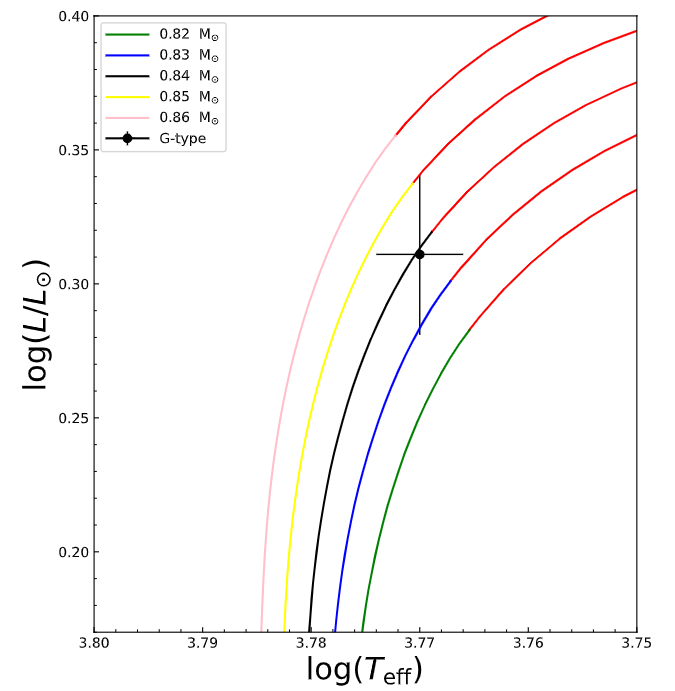 0.40
0.35
0.30
0.25
0.20
log(L/L☉)
0.82 M☉
0.83 M☉
0.84 M☉
0.85 M☉
0.86 M☉
G-type
3.80 3.79 3.78 3.77 3.76 3.75
log(Teff)